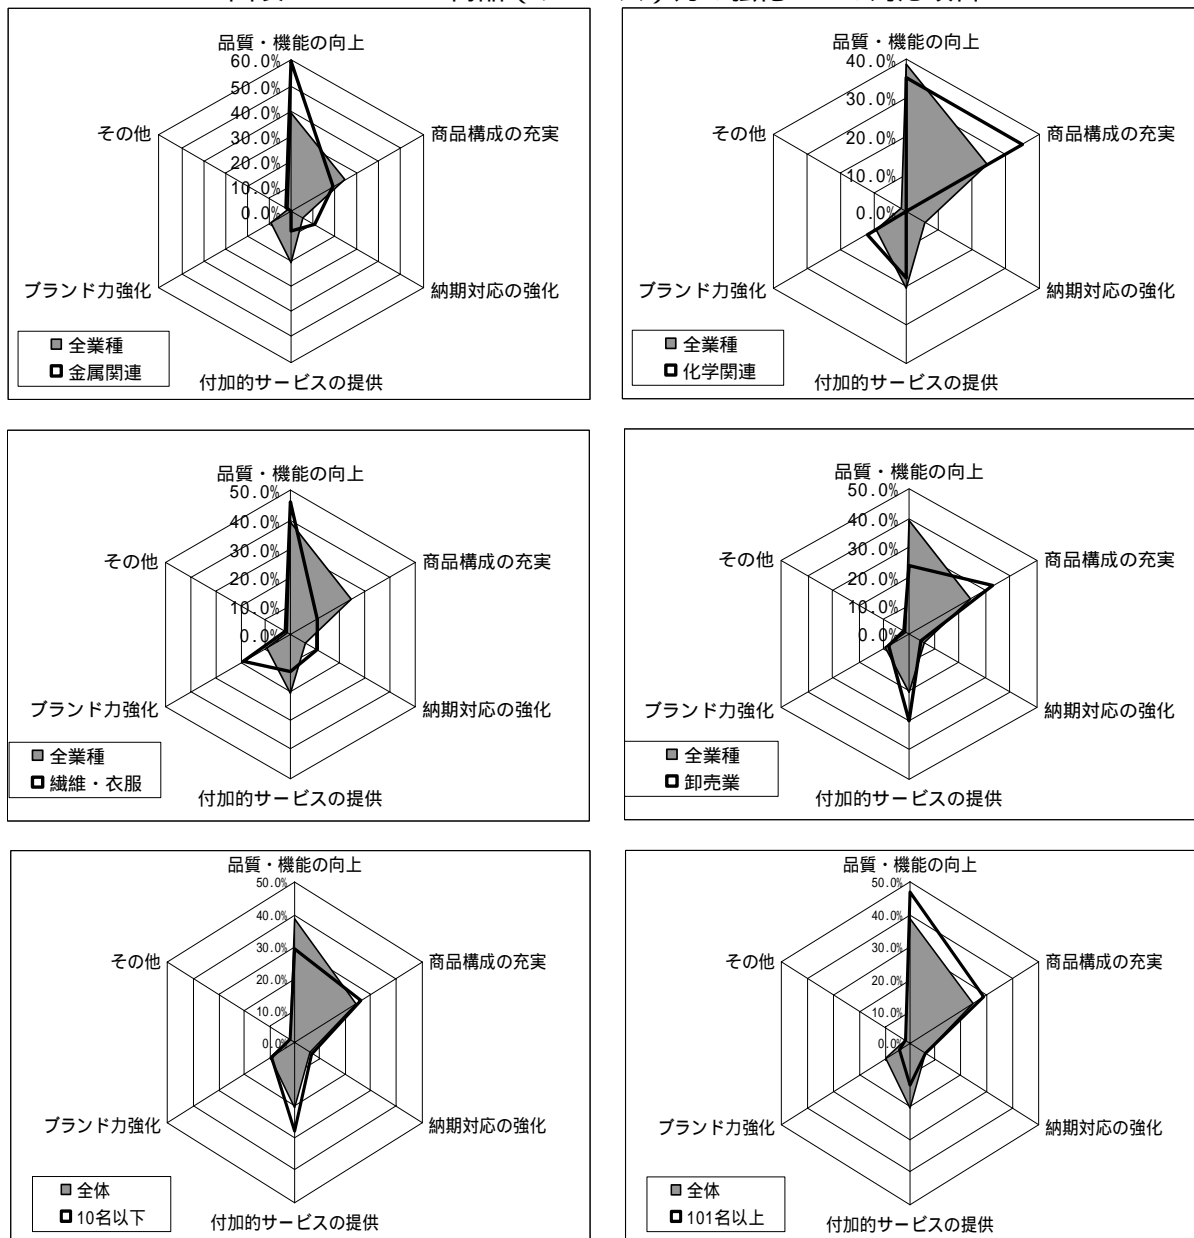 品質・機能の向上
60.0%
50.0%
40.0%
30.0%
20.0%
10.0%
0.0%
商品構成の充実
納期対応の強化
付加的サービスの提供
ブランド力強化
その他
全業種
金属関連
品質・機能の向上
40.0%
30.0%
20.0%
10.0%
0.0%
商品構成の充実
納期対応の強化
付加的サービスの提供
ブランド力強化
その他
全業種
化学関連
品質・機能の向上
50.0%
40.0%
30.0%
20.0%
10.0%
0.0%
商品構成の充実
納期対応の強化
付加的サービスの提供
ブランド力強化
その他
全業種
繊維・衣服
品質・機能の向上
50.0%
40.0%
30.0%
20.0%
10.0%
0.0%
商品構成の充実
納期対応の強化
付加的サービスの提供
ブランド力強化
その他
全業種
卸売業
品質・機能の向上
50.0%
40.0%
30.0%
20.0%
10.0%
0.0%
商品構成の充実
納期対応の強化
付加的サービスの提供
ブランド力強化
その他
全体
10名以下
品質・機能の向上
50.0%
40.0%
30.0%
20.0%
10.0%
0.0%
商品構成の充実
納期対応の強化
付加的サービスの提供
ブランド力強化
その他
全体
101名以上